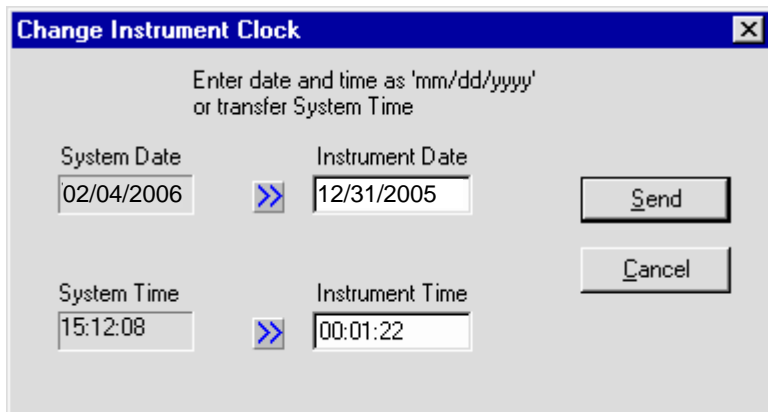 Change Instrument Clock
Enter date and time as 'mm/dd/yyyy'
or transfer System Time
System Date
Instrument Date
02/04/2006
>>
12/31/2005
Send
Cancel
System Time
Instrument Time
15:12:08
>>
00:01:22